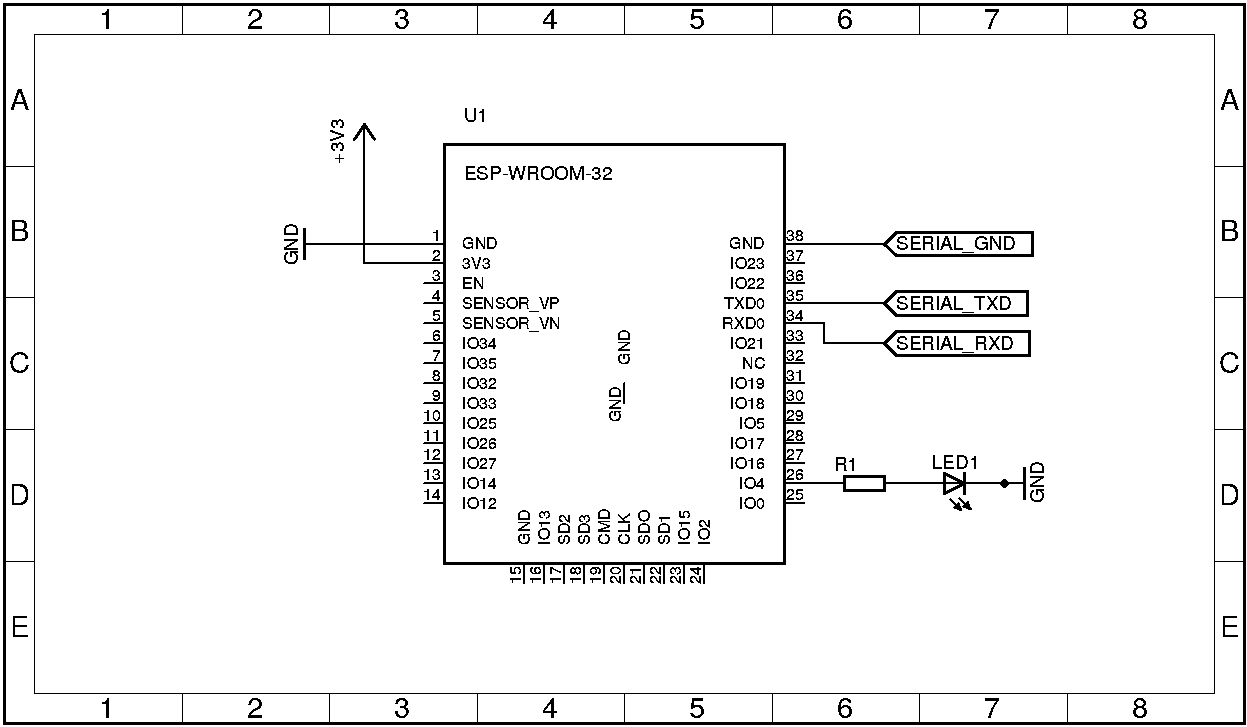 1 2 3 4 5 6 7 8
A A
U1
+3V3
ESP-WROOM-32
B B
GND
1 GND
2 3V3
3 EN
4 SENSOR_VP
5 SENSOR_VN
6 IO34
7 IO35
8 IO32
9 IO33
10 IO25
11 IO26
12 IO27
13 IO14
14 IO12
GND
GND
GND 38 SERIAL_GND
IO23 37
IO22 36
TXD0 35 SERIAL_TXD
RXD0 34 SERIAL_RXD
IO21 33
NC 32
IO19 31
IO18 30
IO5 29
IO17 28
IO16 27
IO4 26
IO0 25
C C
R1 LED1
GND
D D
GND IO13 SD2 SD3 CMD CLK SDO SD1 IO15 IO2
15 16 17 18 19 20 21 22 23 24
E E
1 2 3 4 5 6 7 8